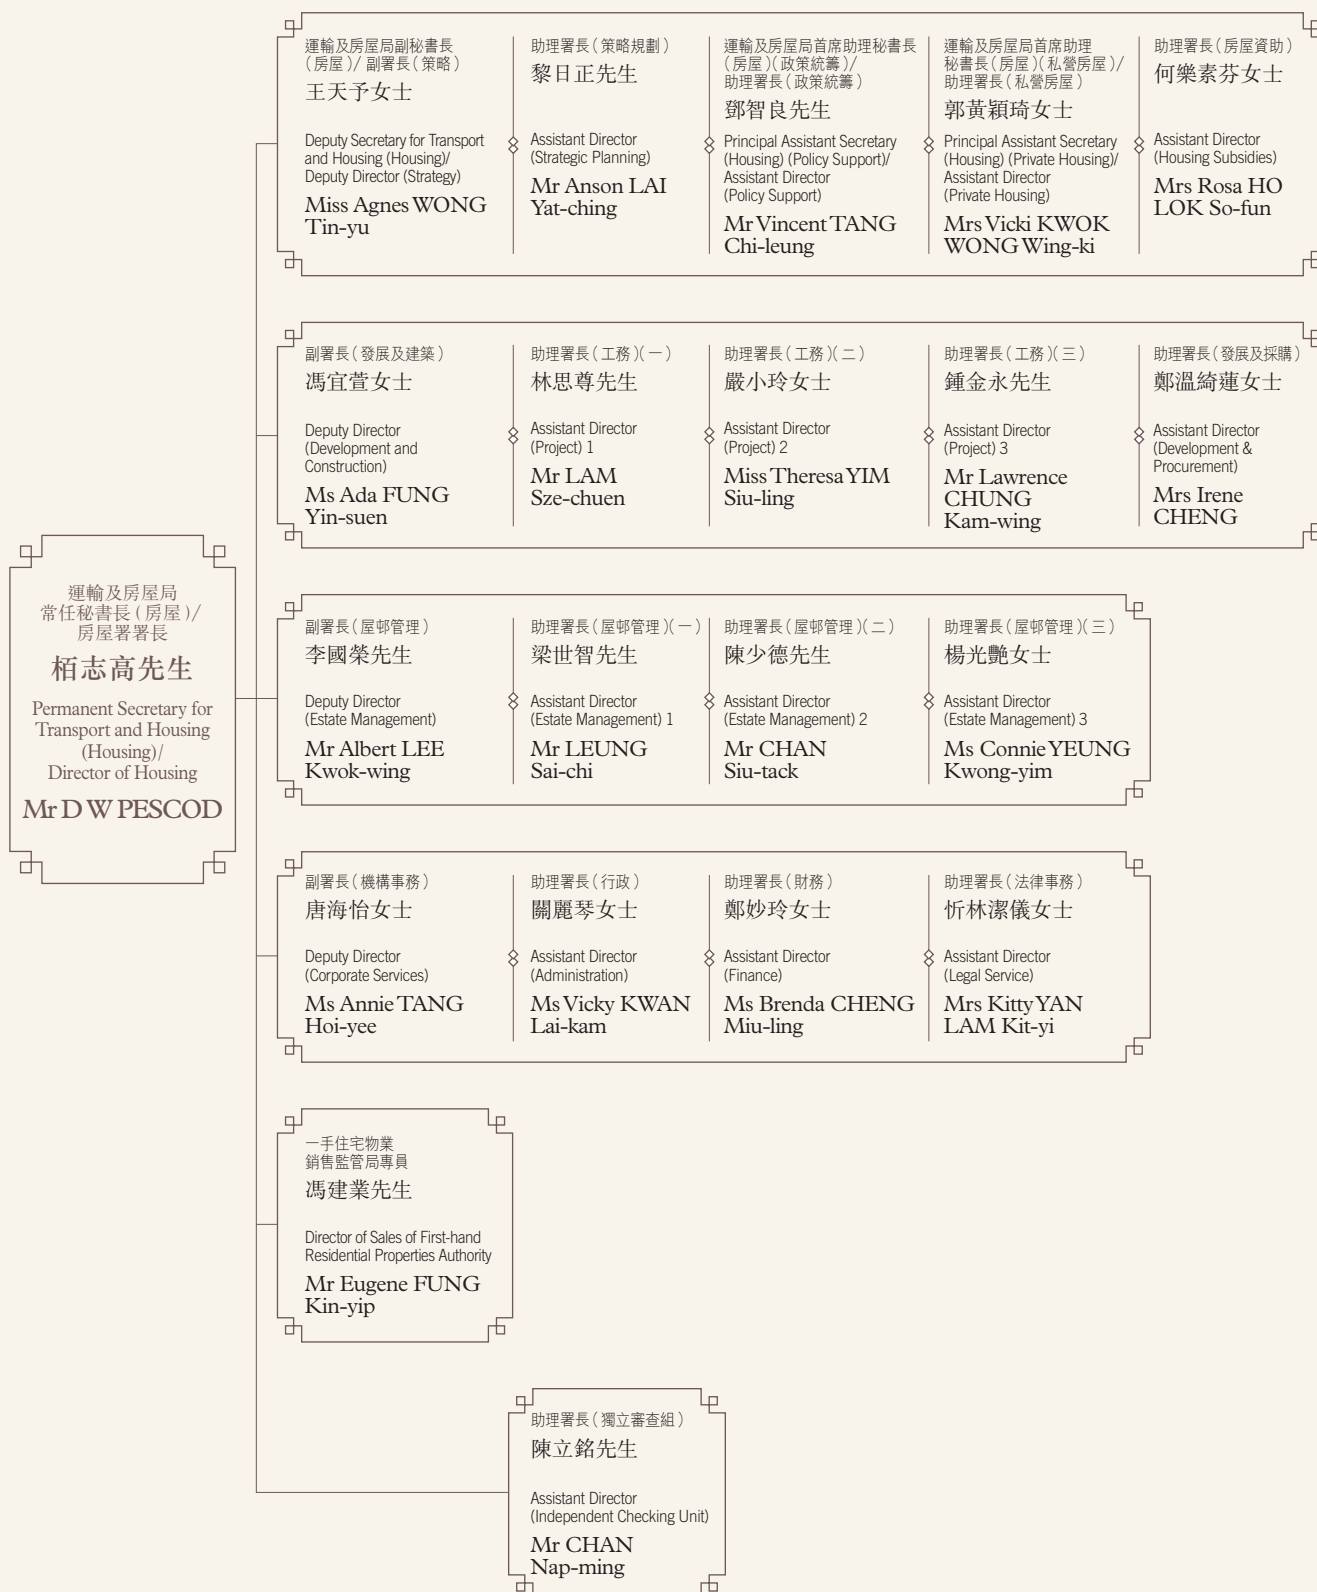 運輸及房屋局
常任秘書長(房屋)/
房屋署署長
栢志高先生
Permanent Secretary for
Transport and Housing
(Housing)/
Director of Housing
Mr D W PESCOD
運輸及房屋局副秘書長
(房屋)/ 副署長(策略)
王天予女士
Deputy Secretary for Transport
and Housing (Housing)/
Deputy Director (Strategy)
Miss Agnes WONG
Tin-yu
助理署長(策略規劃)
黎日正先生
Assistant Director
(Strategic Planning)
Mr Anson LAI
Yat-ching
運輸及房屋局首席助理秘書長
(房屋)(政策統籌)/
助理署長(政策統籌)
鄧智良先生
Principal Assistant Secretary
(Housing) (Policy Support)/
Assistant Director
(Policy Support)
Mr Vincent TANG
Chi-leung
運輸及房屋局首席助理
秘書長(房屋)(私營房屋)/
助理署長(私營房屋)
郭黃穎琦女士
Principal Assistant Secretary
(Housing) (Private Housing)/
Assistant Director
(Private Housing)
Mrs Vicki KWOK
WONG Wing-ki
助理署長(房屋資助)
何樂素芬女士
Assistant Director
(Housing Subsidies)
Mrs Rosa HO
LOK So-fun
副署長(發展及建築)
馮宜萱女士
Deputy Director
(Development and
Construction)
Ms Ada FUNG
Yin-suen
助理署長(工務)(一)
林思尊先生
Assistant Director
(Project) 1
Mr LAM
Sze-chuen
助理署長(工務)(二)
嚴小玲女士
Assistant Director
(Project) 2
Miss Theresa YIM
Siu-ling
助理署長(工務)(三)
鍾金永先生
Assistant Director
(Project) 3
Mr Lawrence
CHUNG
Kam-wing
助理署長(發展及採購)
鄭溫綺蓮女士
Assistant Director
(Development &
Procurement)
Mrs Irene
CHENG
副署長(屋邨管理)
李國榮先生
Deputy Director
(Estate Management)
Mr Albert LEE
Kwok-wing
助理署長(屋邨管理)(一)
梁世智先生
Assistant Director
(Estate Management) 1
Mr LEUNG
Sai-chi
助理署長(屋邨管理)(二)
陳少德先生
Assistant Director
(Estate Management) 2
Mr CHAN
Siu-tack
助理署長(屋邨管理)(三)
楊光艷女士
Assistant Director
(Estate Management) 3
Ms Connie YEUNG
Kwong-yim
副署長(機構事務)
唐海怡女士
Deputy Director
(Corporate Services)
Ms Annie TANG
Hoi-yee
助理署長(行政)
關麗琴女士
Assistant Director
(Administration)
Ms Vicky KWAN
Lai-kam
助理署長(財務)
鄭妙玲女士
Assistant Director
(Finance)
Ms Brenda CHENG
Miu-ling
助理署長(法律事務)
忻林潔儀女士
Assistant Director
(Legal Service)
Mrs Kitty YAN
LAM Kit-yi
一手住宅物業
銷售監管局專員
馮建業先生
Director of Sales of First-hand
Residential Properties Authority
Mr Eugene FUNG
Kin-yip
助理署長(獨立審查組)
陳立銘先生
Assistant Director
(Independent Checking Unit)
Mr CHAN
Nap-ming